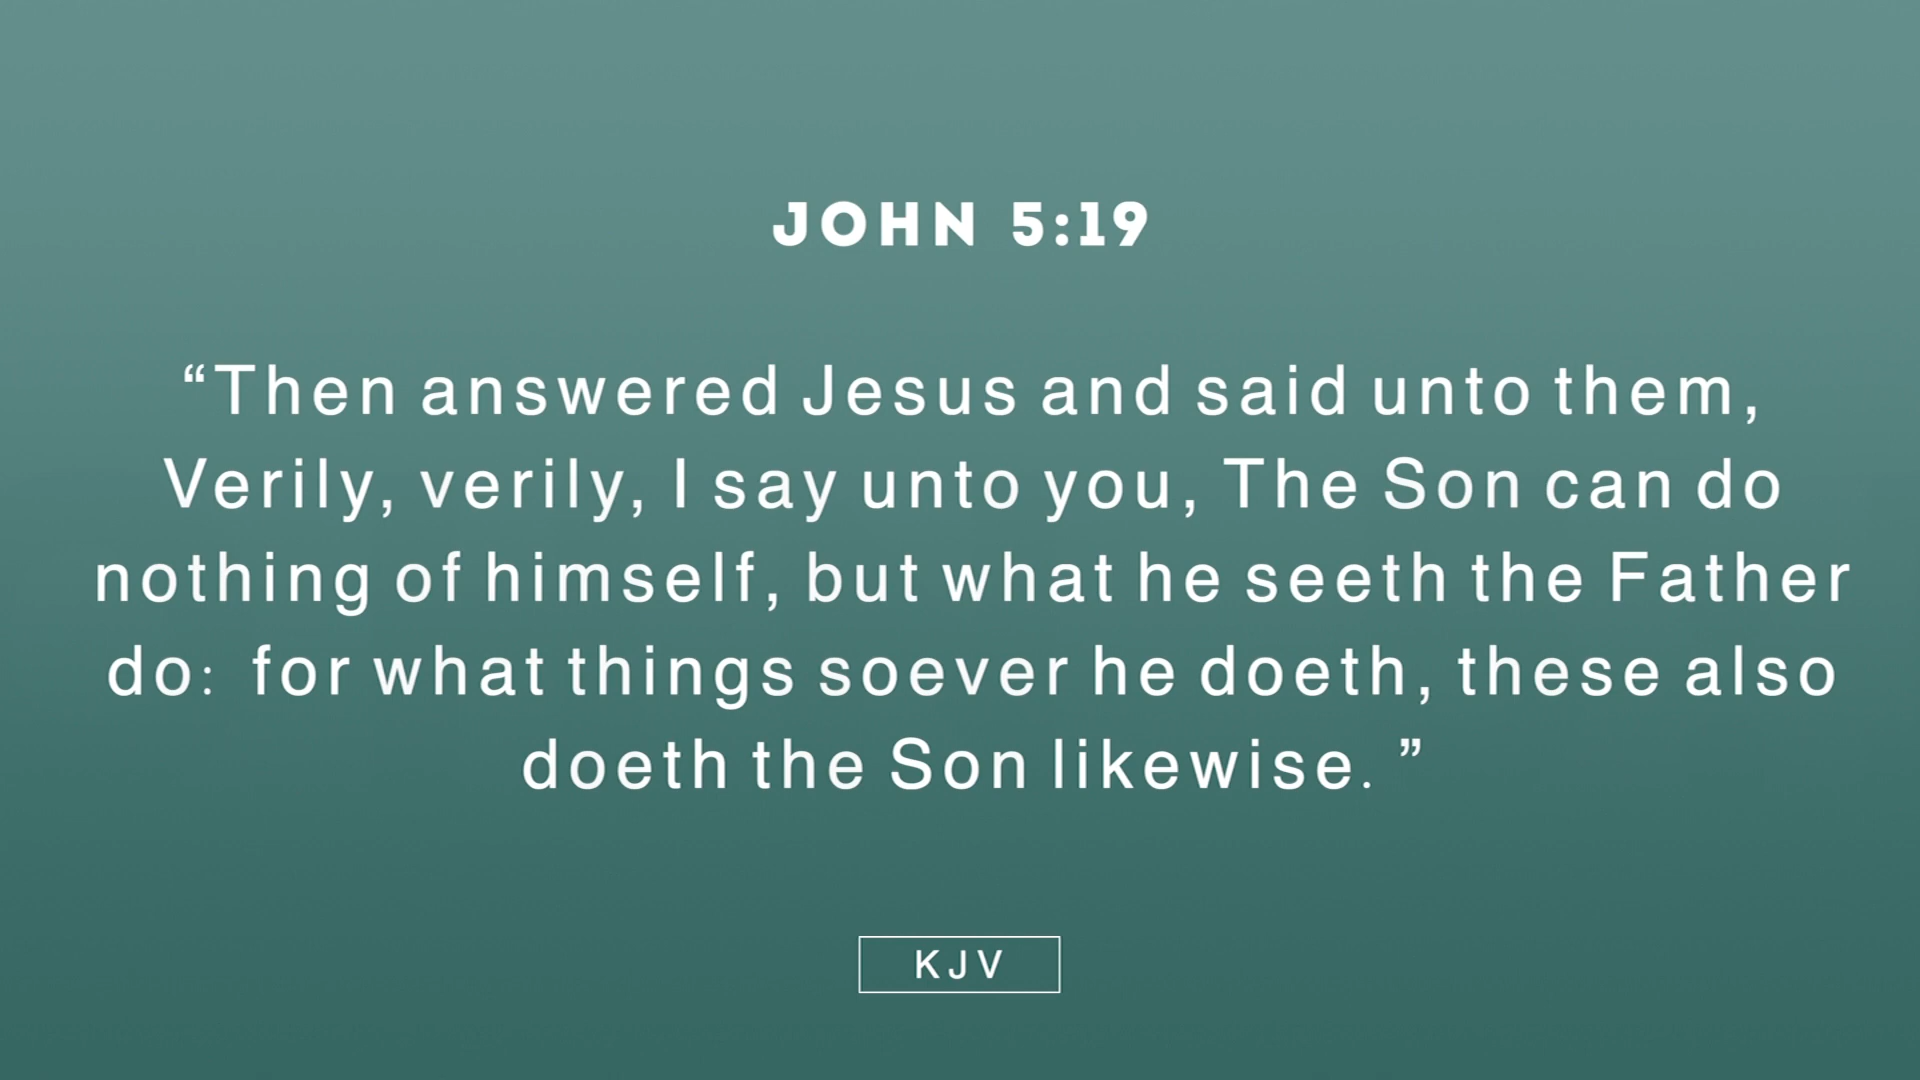 JOHN 5:19
“Then answered Jesus and said unto them,
Verily, verily, I say unto you, The Son can do
nothing of himself, but what he seeth the Father
do: for what things soever he doeth, these also
doeth the Son likewise. ”
KJV